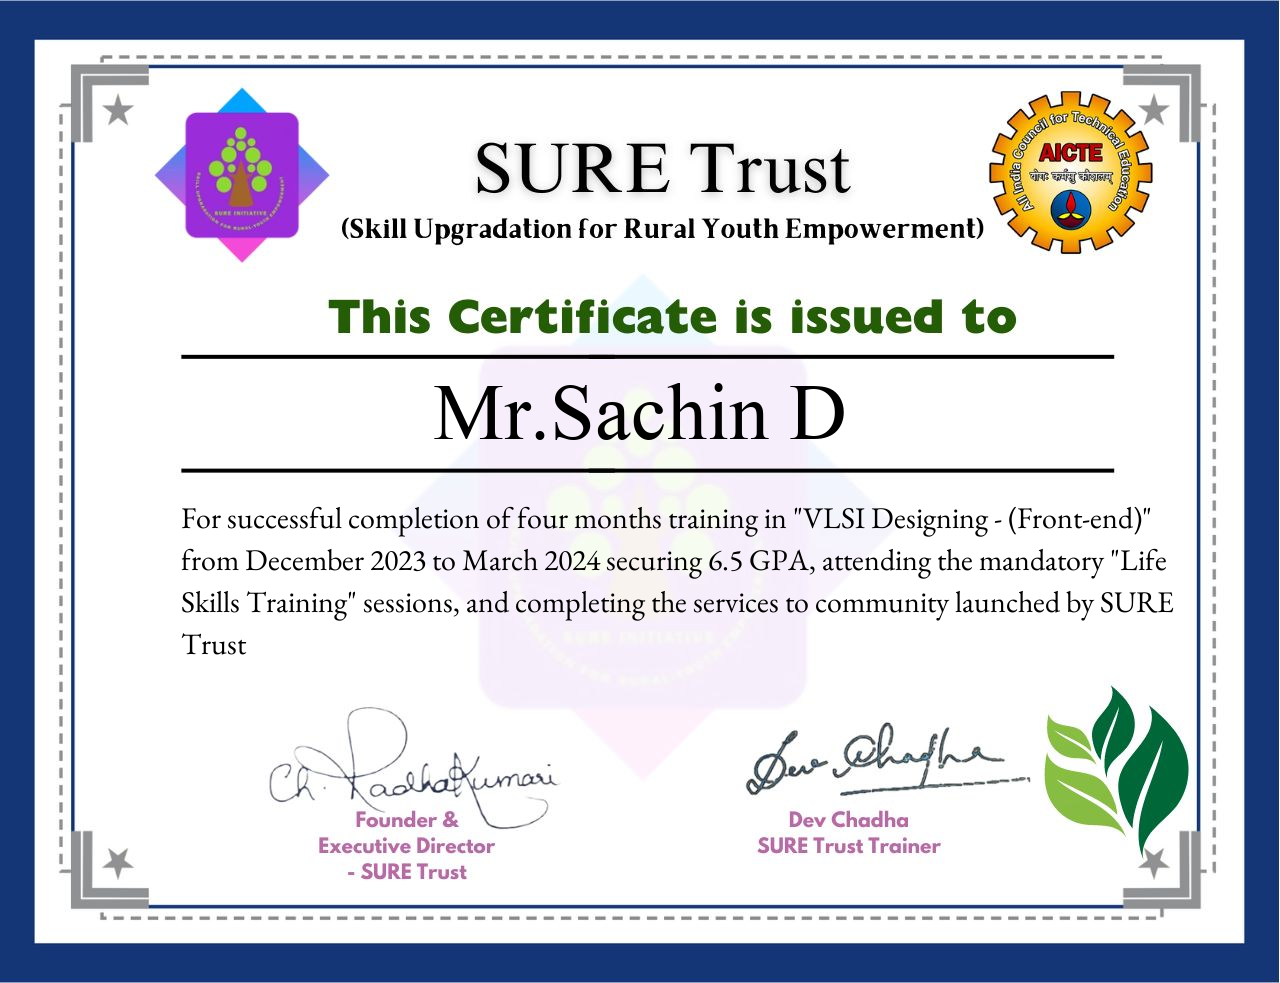 SURE Trust
(Skill Upgradation for Rural Youth Empowerment)
SURE INITIATIVE
SKILL UPGRADATION FOR RURAL-YOUTH EMPOWERMENT
All India Council for Technical Education
AICTE
योगः कर्मसु कौशलम्
This Certificate is issued to
Mr.Sachin D
For successful completion of four months training in "VLSI Designing - (Front-end)"
from December 2023 to March 2024 securing 6.5 GPA, attending the mandatory "Life
Skills Training" sessions, and completing the services to community launched by SURE
Trust
Ch. RadhaKumari
Founder &
Executive Director
- SURE Trust
Dev Chadha
Dev Chadha
SURE Trust Trainer